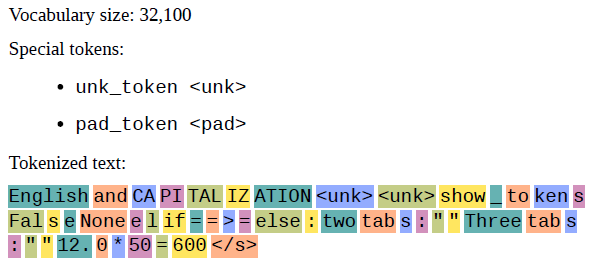 Vocabulary size: 32,100
Special tokens:
• unk_token <unk>
• pad_token <pad>
Tokenized text:
English and CA PI TAL IZ ATION <unk> <unk> show _ to ken s
Fal s e None e l if = = > = else : two tab s : " " Three tab s
: " " 12. 0 * 50 = 600 </s>